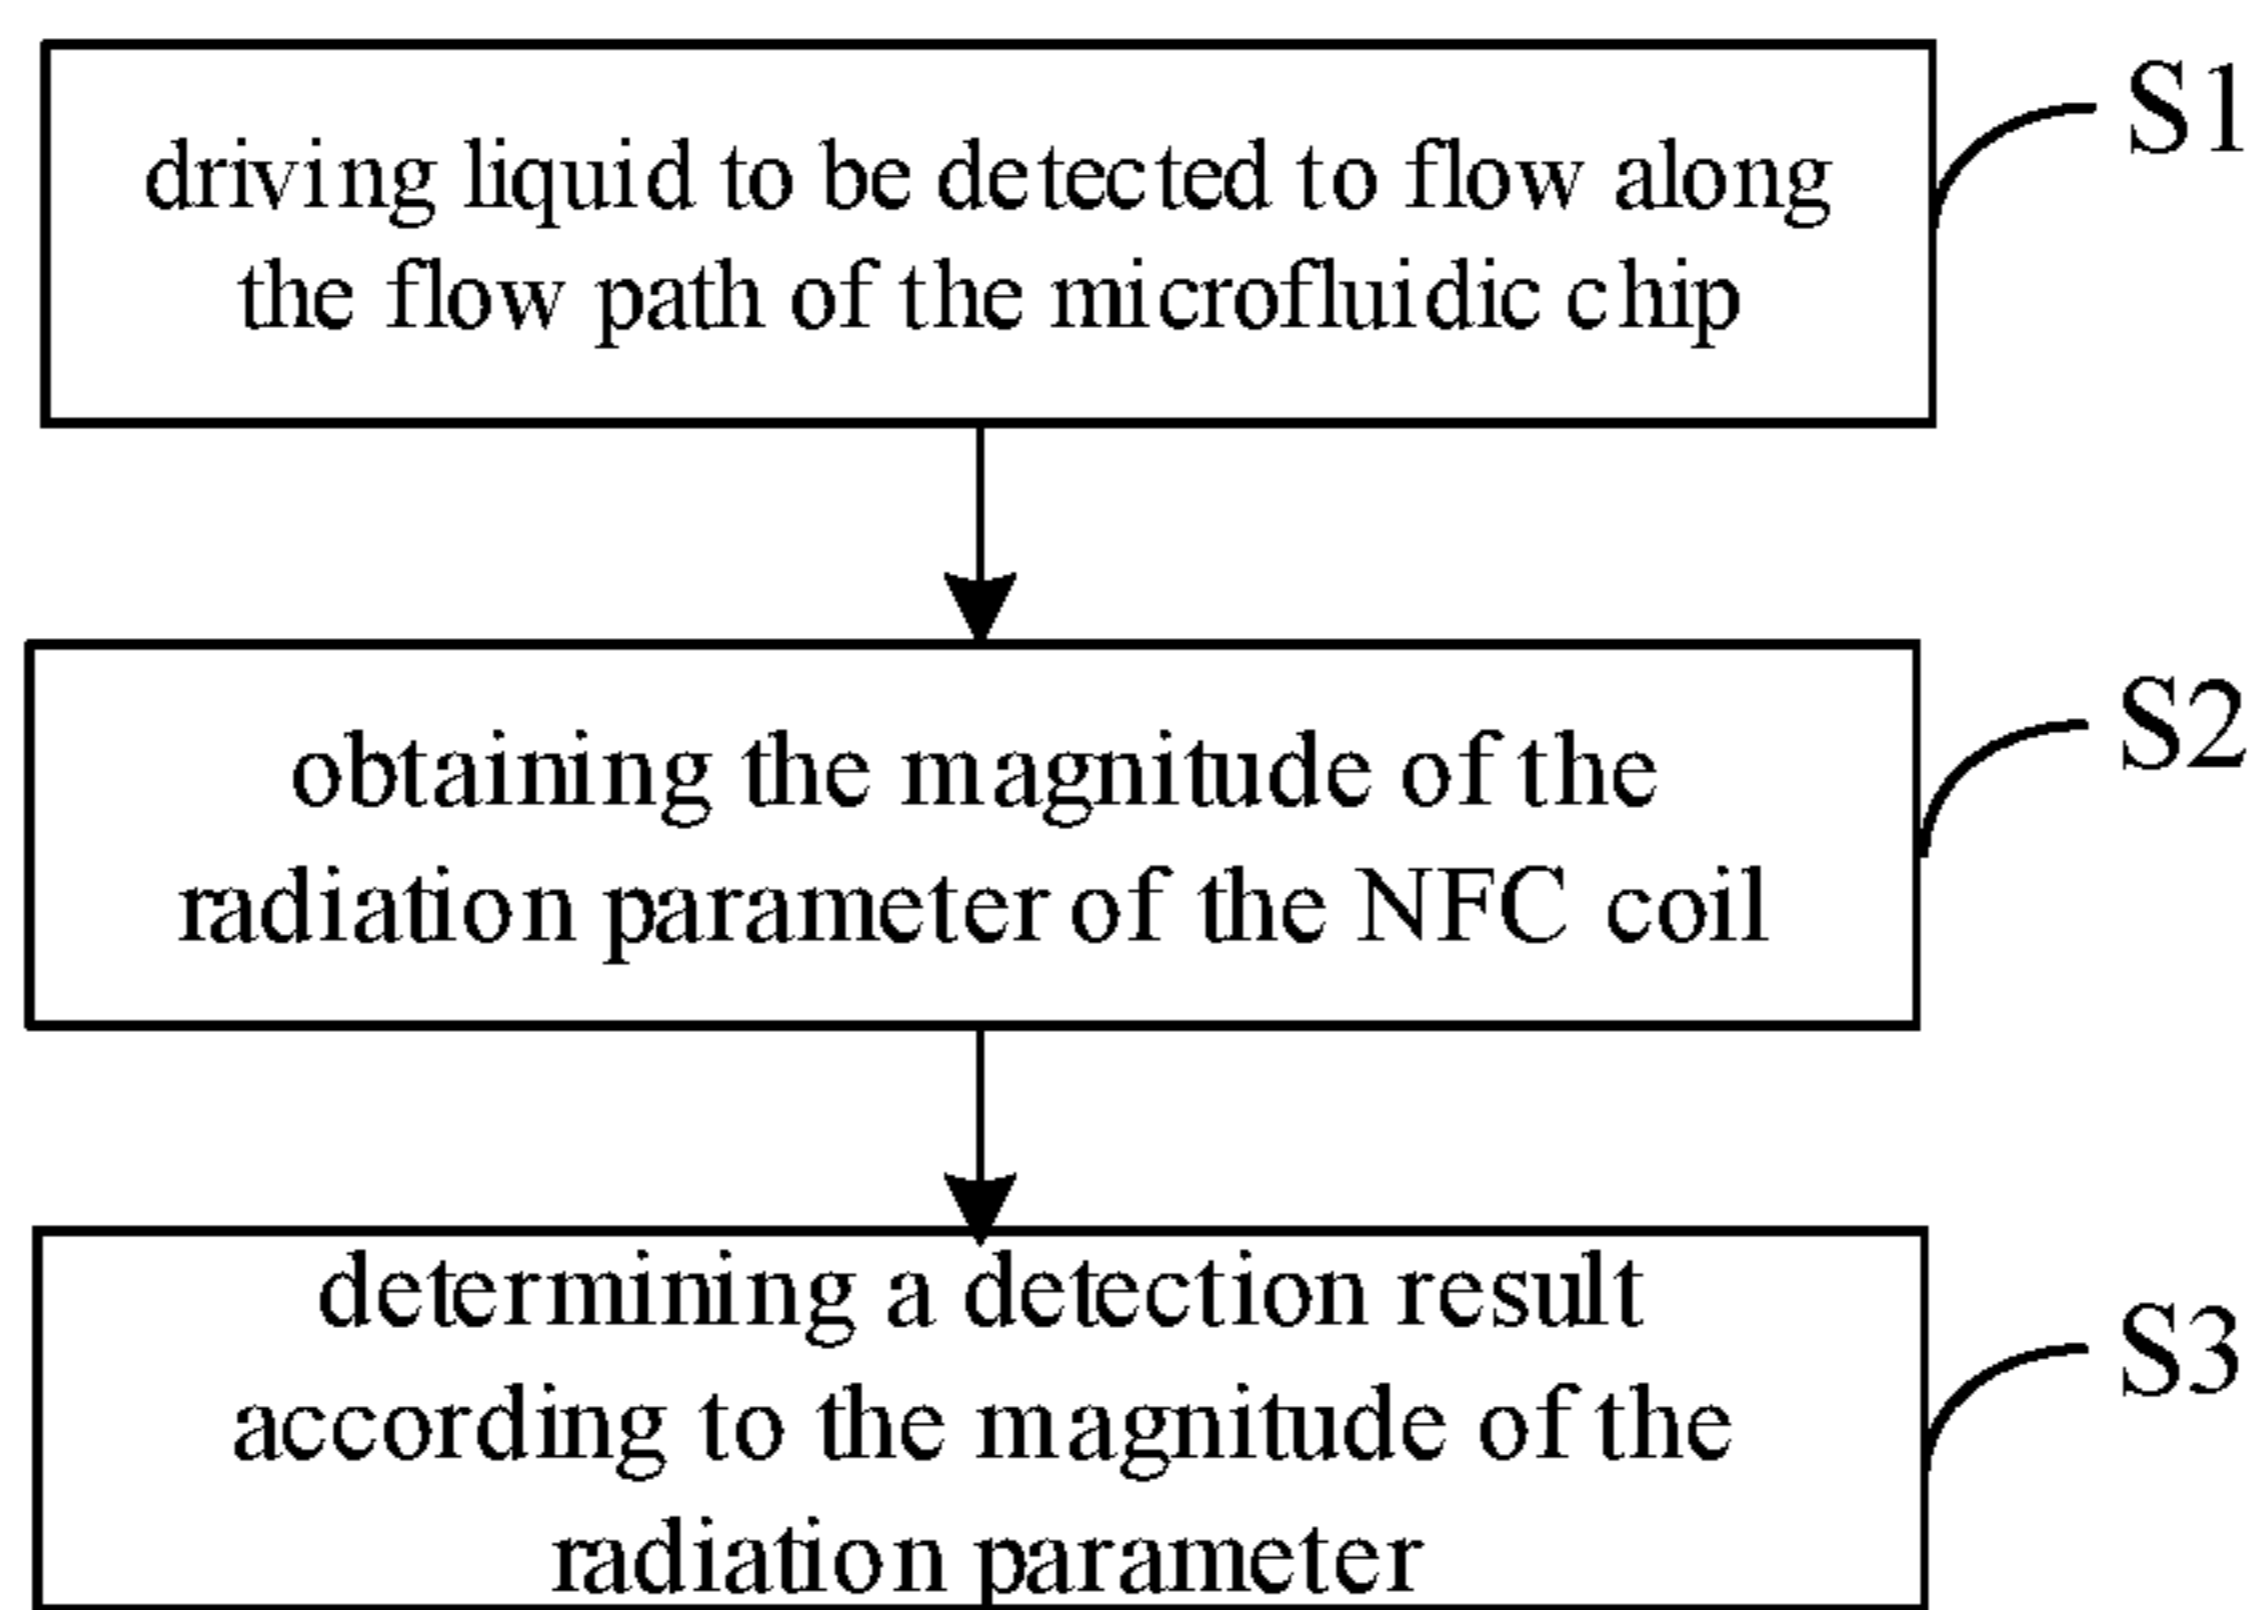 driving liquid to be detected to flow along
the flow path of the microfluidic chip
S1
obtaining the magnitude of the
radiation parameter of the NFC coil
S2
determining a detection result
according to the magnitude of the
radiation parameter
S3